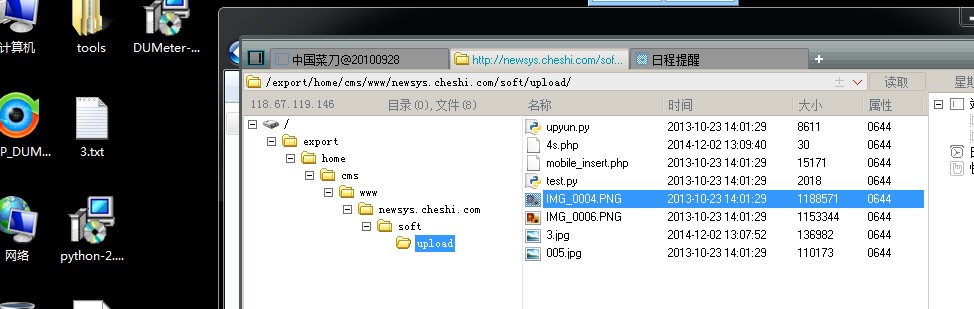 计算机
tools
DUMeter-...
P_DUM...
3.txt
网络
python-2....
中国菜刀@20100928
http://newsys.cheshi.com/sof...
日程提醒
+
/export/home/cms/www/newsys.cheshi.com/soft/upload/
读取
星期
118.67.119.146
目录(0),文件(8)
名称 时间 大小 属性
/
export
home
cms
www
newsys.cheshi.com
soft
upload
upyun.py 2013-10-23 14:01:29 8611 0644
4s.php 2014-12-02 13:09:40 30 0644
mobile_insert.php 2013-10-23 14:01:29 15171 0644
test.py 2013-10-23 14:01:29 2018 0644
IMG_0004.PNG 2013-10-23 14:01:29 1188571 0644
IMG_0006.PNG 2013-10-23 14:01:29 1153344 0644
3.jpg 2014-12-02 13:07:52 136982 0644
005.jpg 2013-10-23 14:01:29 110173 0644